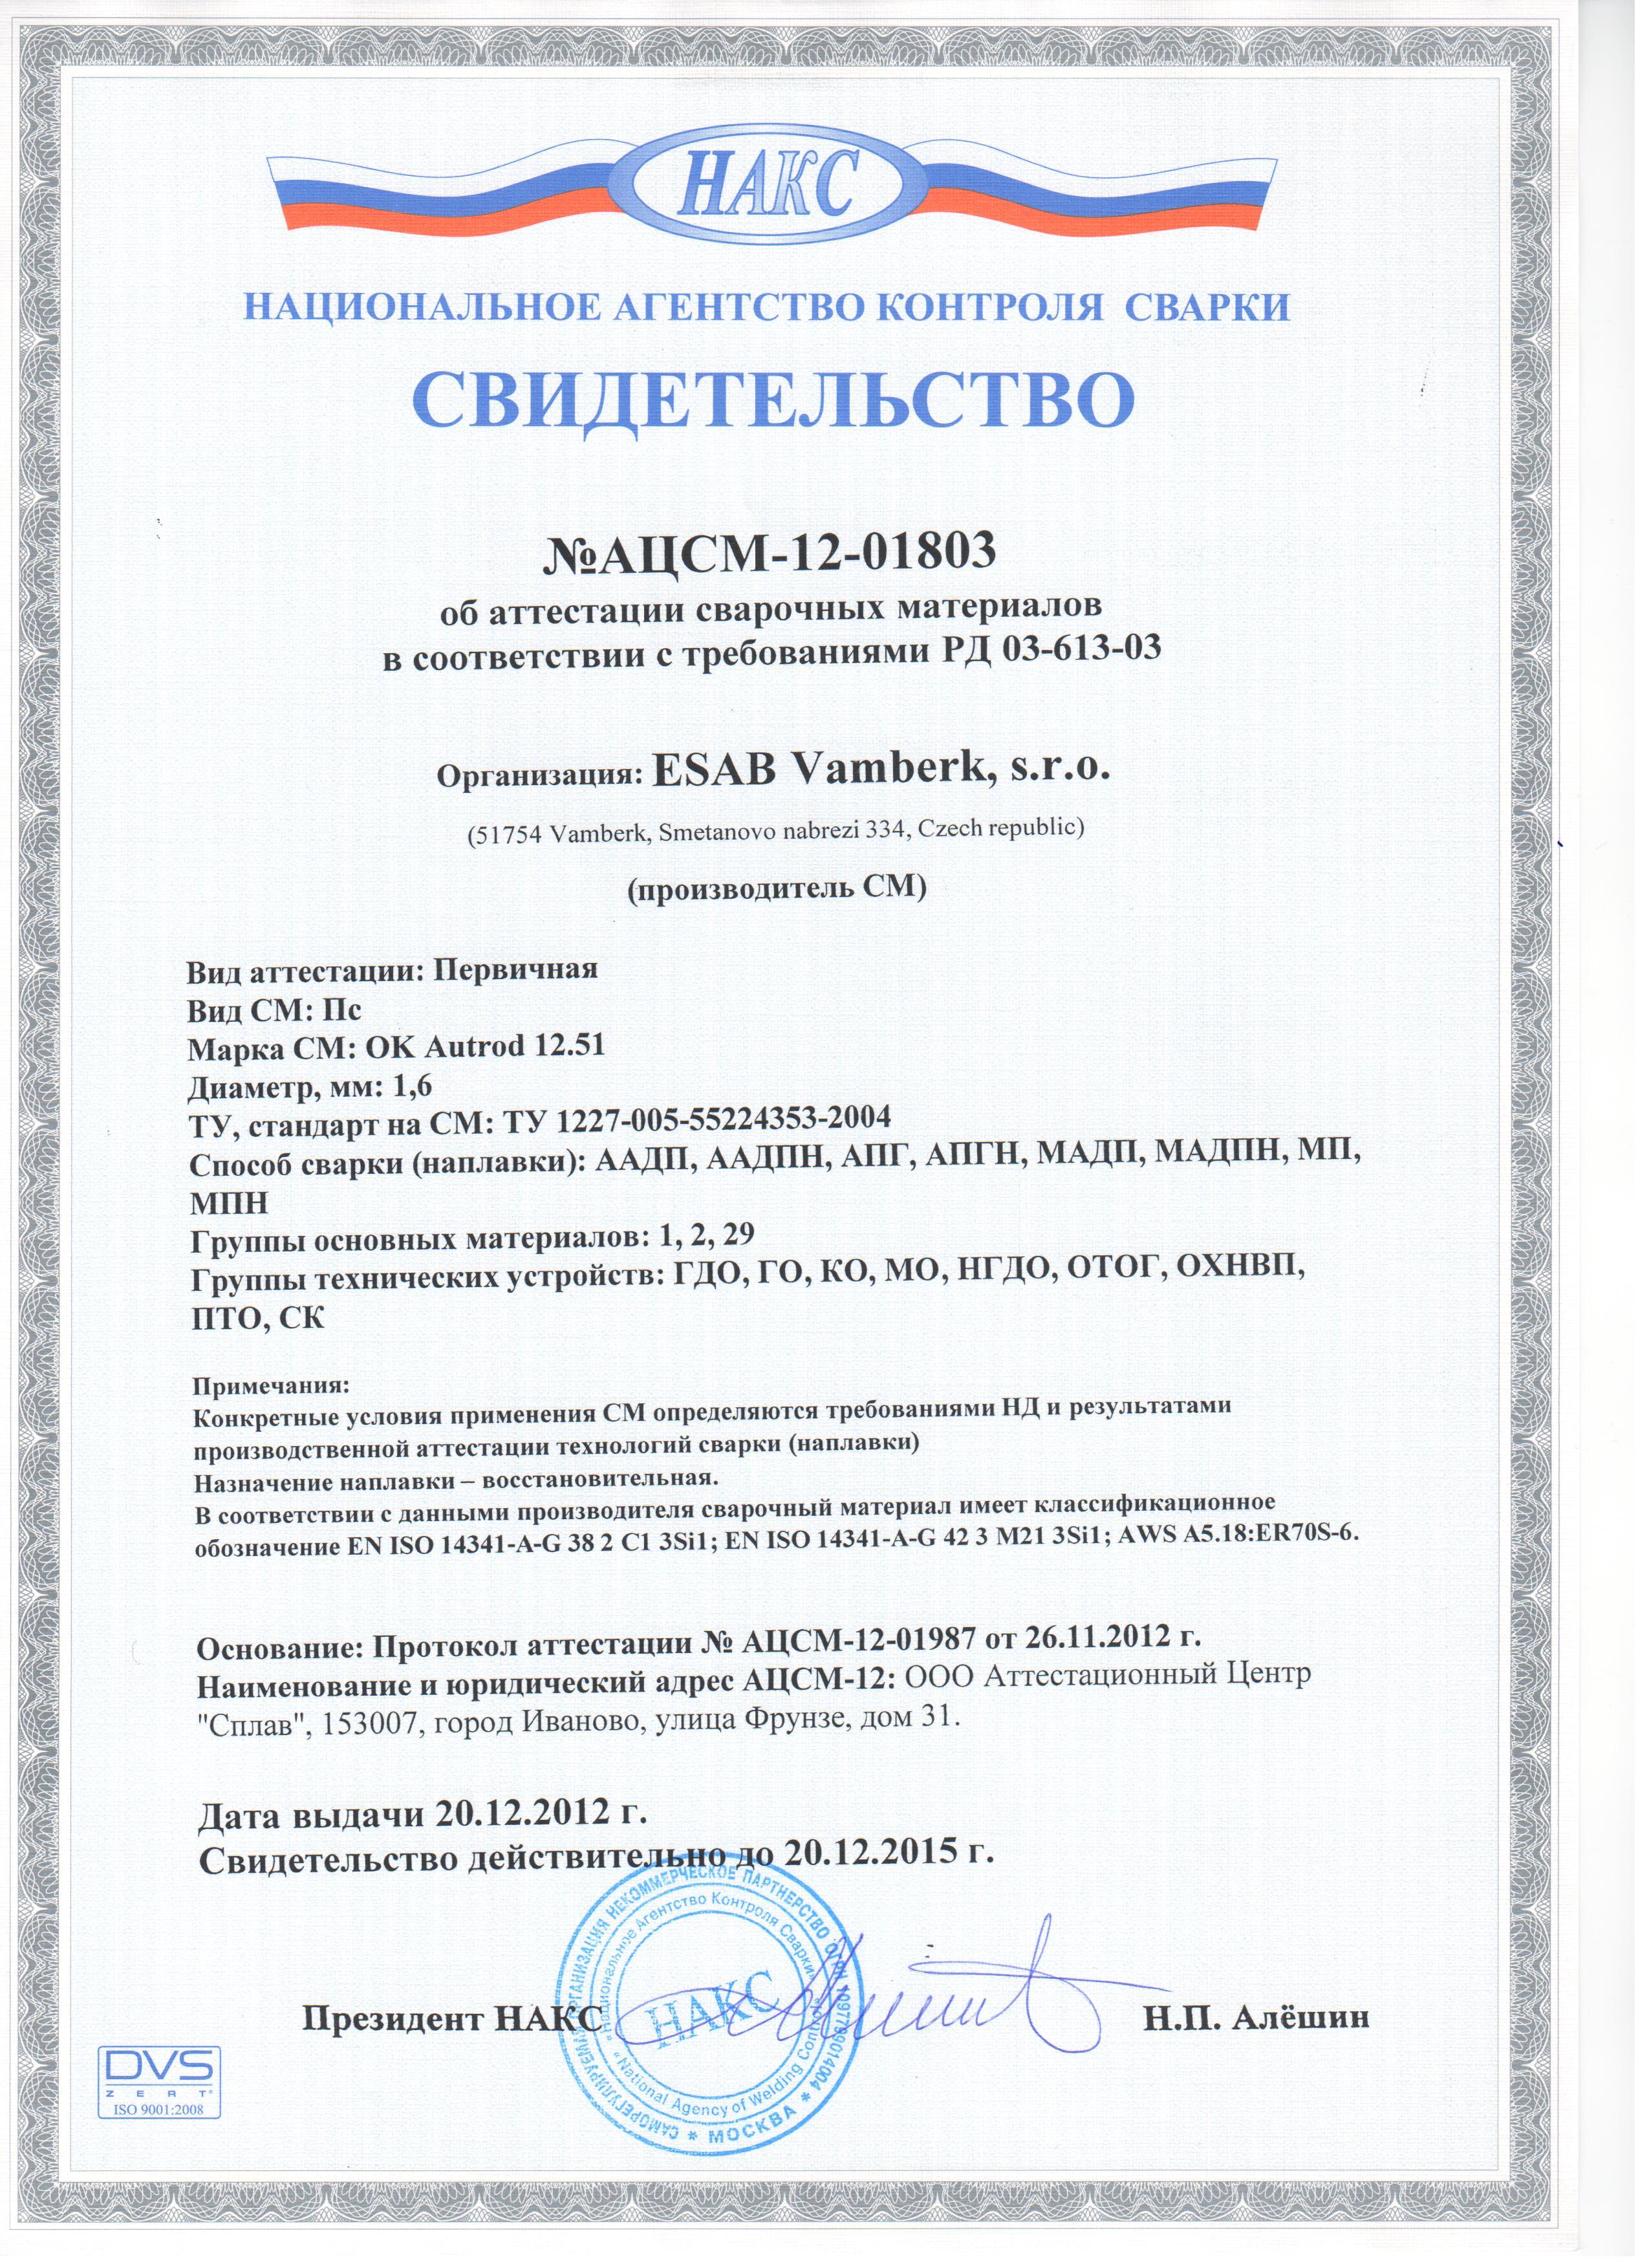 НАКС
НАЦИОНАЛЬНОЕ АГЕНТСТВО КОНТРОЛЯ СВАРКИ
СВИДЕТЕЛЬСТВО
№АЦСМ-12-01803
об аттестации сварочных материалов
в соответствии с требованиями РД 03-613-03
Организация: ESAB Vamberk, s.r.o.
(51754 Vamberk, Smetanovo nabrezi 334, Czech republic)
(производитель СМ)
Вид аттестации: Первичная
Вид СМ: Пс
Марка СМ: OK Autrod 12.51
Диаметр, мм: 1,6
ТУ, стандарт на СМ: ТУ 1227-005-55224353-2004
Способ сварки (наплавки): ААДП, ААДПН, АПГ, АПГН, МАДП, МАДПН, МП,
МПН
Группы основных материалов: 1, 2, 29
Группы технических устройств: ГДО, ГО, КО, МО, НГДО, ОТОГ, ОХНВП,
ПТО, СК
Примечания:
Конкретные условия применения СМ определяются требованиями НД и результатами
производственной аттестации технологий сварки (наплавки)
Назначение наплавки – восстановительная.
В соответствии с данными производителя сварочный материал имеет классификационное
обозначение EN ISO 14341-A-G 38 2 C1 3Si1; EN ISO 14341-A-G 42 3 M21 3Si1; AWS A5.18:ER70S-6.
Основание: Протокол аттестации № АЦСМ-12-01987 от 26.11.2012 г.
Наименование и юридический адрес АЦСМ-12: ООО Аттестационный Центр
"Сплав", 153007, город Иваново, улица Фрунзе, дом 31.
Дата выдачи 20.12.2012 г.
Свидетельство действительно до 20.12.2015 г.
САМОРЕГУЛИРУЕМАЯ ОРГАНИЗАЦИЯ НЕКОММЕРЧЕСКОЕ ПАРТНЕРСТВО ОГРН * МОСКВА *
«Национальное Агентство Контроля Сварки»
«National Agency of Welding Control»
НАКС
Президент НАКС
Н.П. Алёшин
DVS
ZERT
ISO 9001:2008